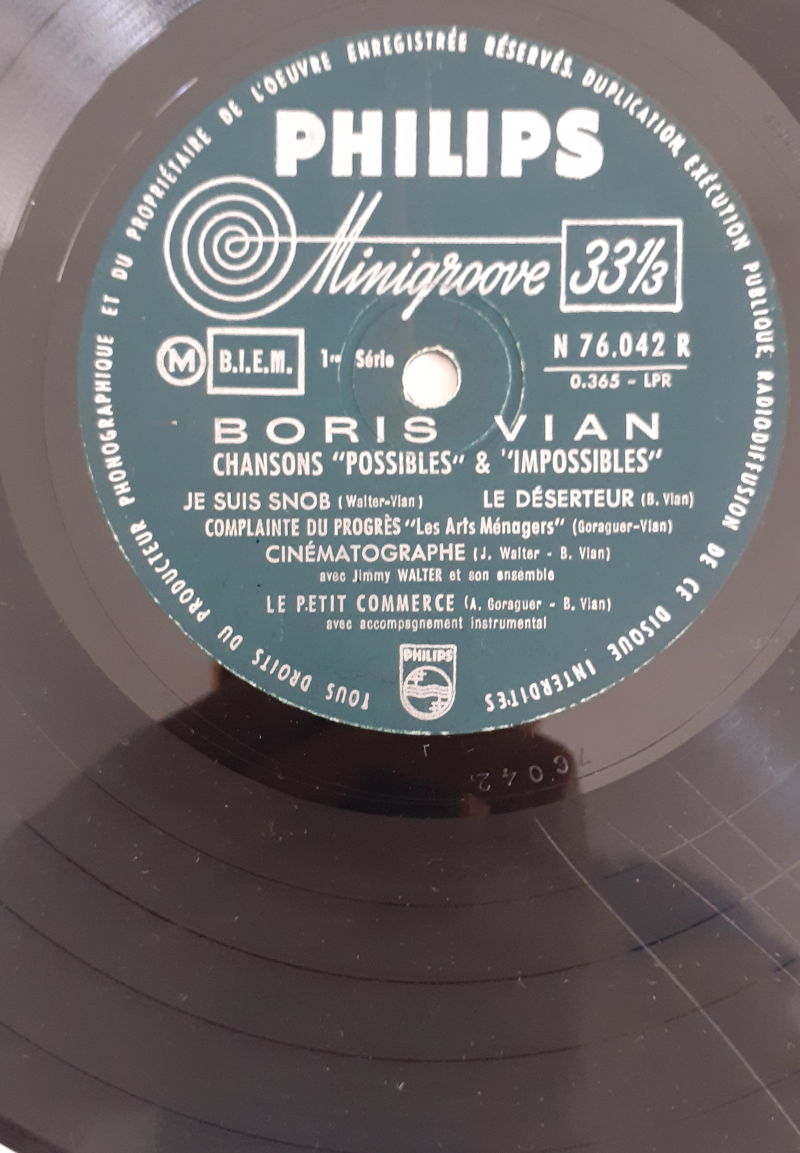 TOUS DROITS DU PRODUCTEUR PHONOGRAPHIQUE ET DU PROPRIÉTAIRE DE L'OEUVRE ENREGISTRÉE RÉSERVÉS. DUPLICATION EXÉCUTION PUBLIQUE RADIODIFFUSION DE CE DISQUE INTERDITES
PHILIPS
Minigroove 33 1/3
M B.I.E.M. 1re Série N 76.042 R
0.365 - LPR
BORIS VIAN
CHANSONS "POSSIBLES" & "IMPOSSIBLES"
JE SUIS SNOB (Walter-Vian) LE DÉSERTEUR (B. Vian)
COMPLAINTE DU PROGRÈS "Les Arts Ménagers" (Goraguer-Vian)
CINÉMATOGRAPHE (J. Walter - B. Vian)
avec Jimmy WALTER et son ensemble
LE PETIT COMMERCE (A. Goraguer - B. Vian)
avec accompagnement instrumental
PHILIPS
76042